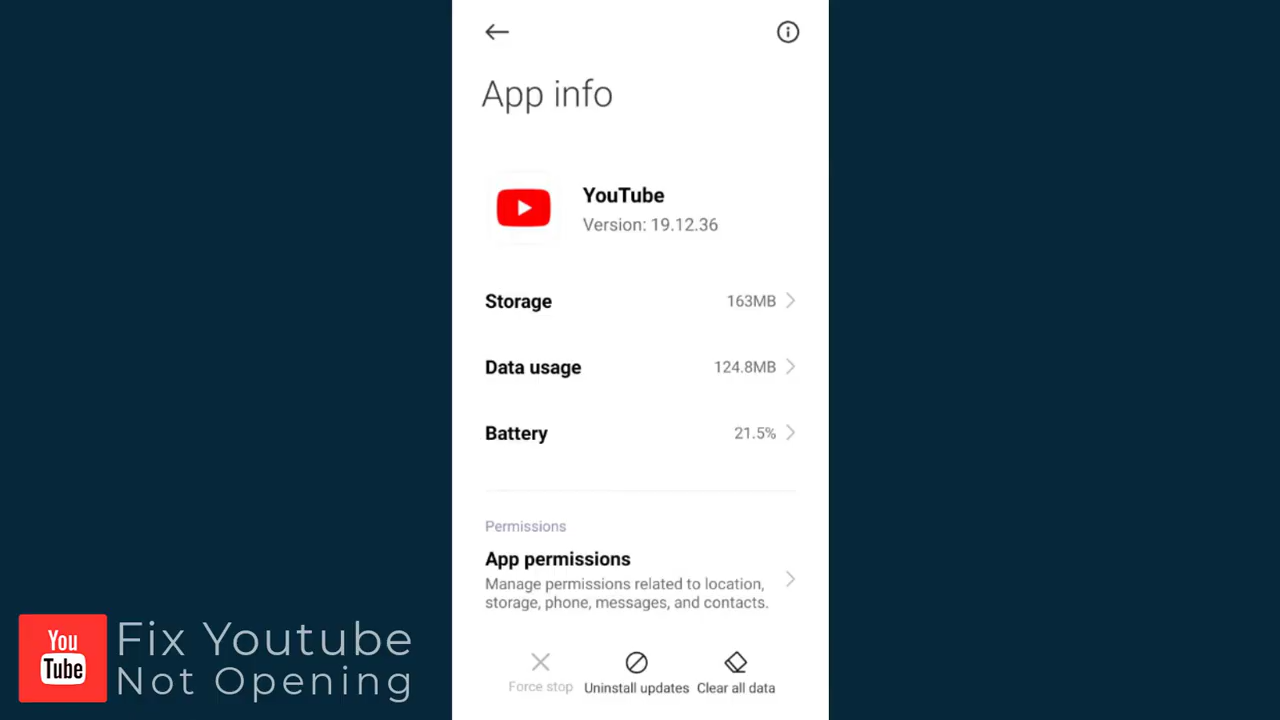 App info
YouTube
Version: 19.12.36
Storage 163MB
Data usage 124.8MB
Battery 21.5%
Permissions
App permissions
Manage permissions related to location,
storage, phone, messages, and contacts.
Force stop Uninstall updates Clear all data
You
Tube
Fix Youtube
Not Opening